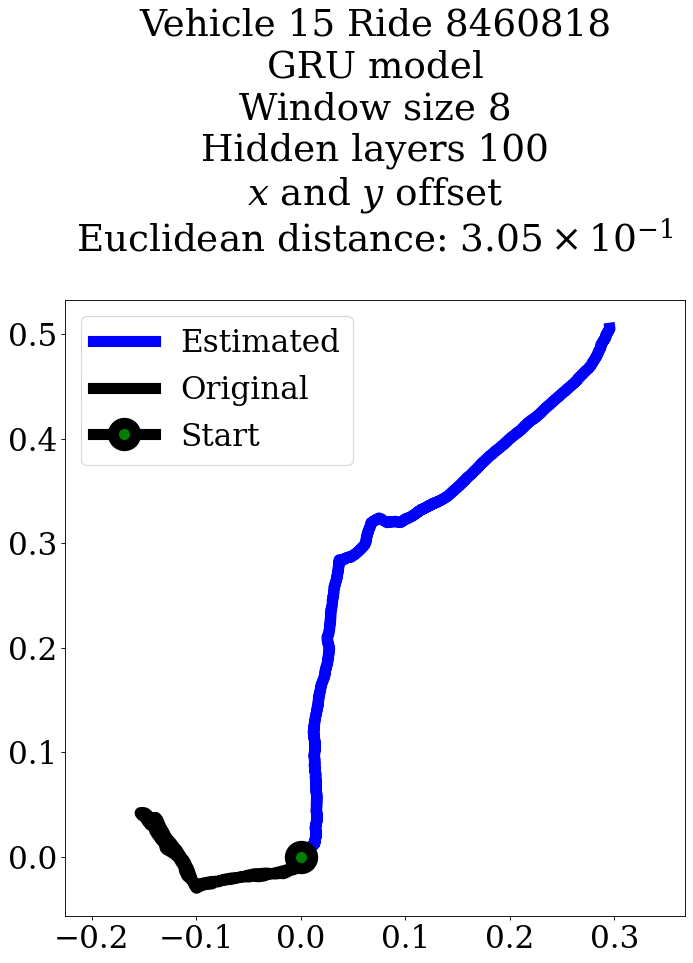 Vehicle 15 Ride 8460818
GRU model
Window size 8
Hidden layers 100
x and y offset
Euclidean distance: 3.05 × 10⁻¹
Estimated
Original
Start
0.5
0.4
0.3
0.2
0.1
0.0
−0.2 −0.1 0.0 0.1 0.2 0.3